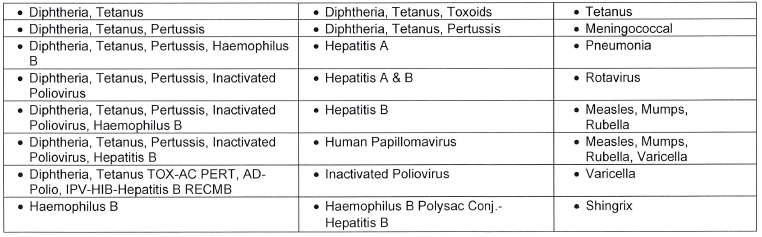 • Diphtheria, Tetanus
• Diphtheria, Tetanus, Toxoids
• Tetanus
• Diphtheria, Tetanus, Pertussis
• Diphtheria, Tetanus, Pertussis
• Meningococcal
• Diphtheria, Tetanus, Pertussis, Haemophilus
B
• Hepatitis A
• Pneumonia
• Diphtheria, Tetanus, Pertussis, Inactivated
Poliovirus
• Hepatitis A & B
• Rotavirus
• Diphtheria, Tetanus, Pertussis, Inactivated
Poliovirus, Haemophilus B
• Hepatitis B
• Measles, Mumps,
Rubella
• Diphtheria, Tetanus, Pertussis, Inactivated
Poliovirus, Hepatitis B
• Human Papillomavirus
• Measles, Mumps,
Rubella, Varicella
• Diphtheria, Tetanus TOX-AC PERT, AD-
Polio, IPV-HIB-Hepatitis B RECMB
• Inactivated Poliovirus
• Varicella
• Haemophilus B
• Haemophilus B Polysac Conj.-
Hepatitis B
• Shingrix